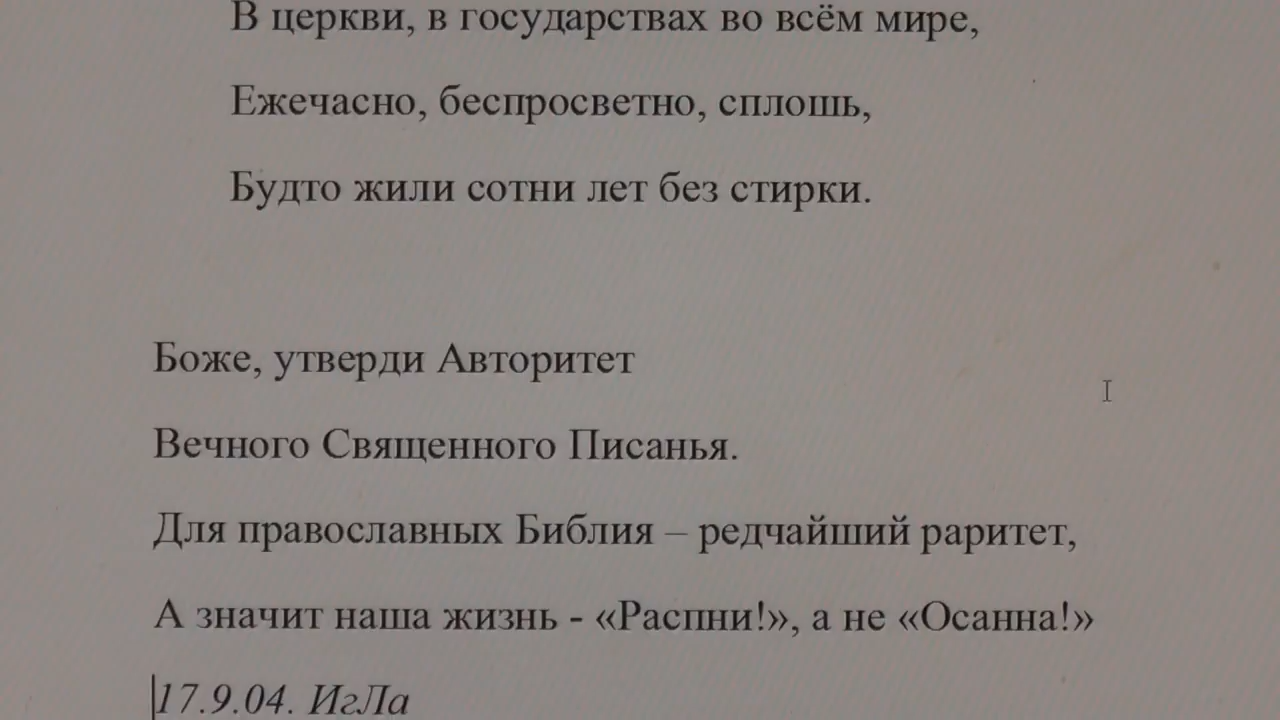 В церкви, в государствах во всём мире,
Ежечасно, беспросветно, сплошь,
Будто жили сотни лет без стирки.
Боже, утверди Авторитет
Вечного Священного Писанья.
Для православных Библия – редчайший раритет,
А значит наша жизнь - «Распни!», а не «Осанна!»
17.9.04. ИгЛа